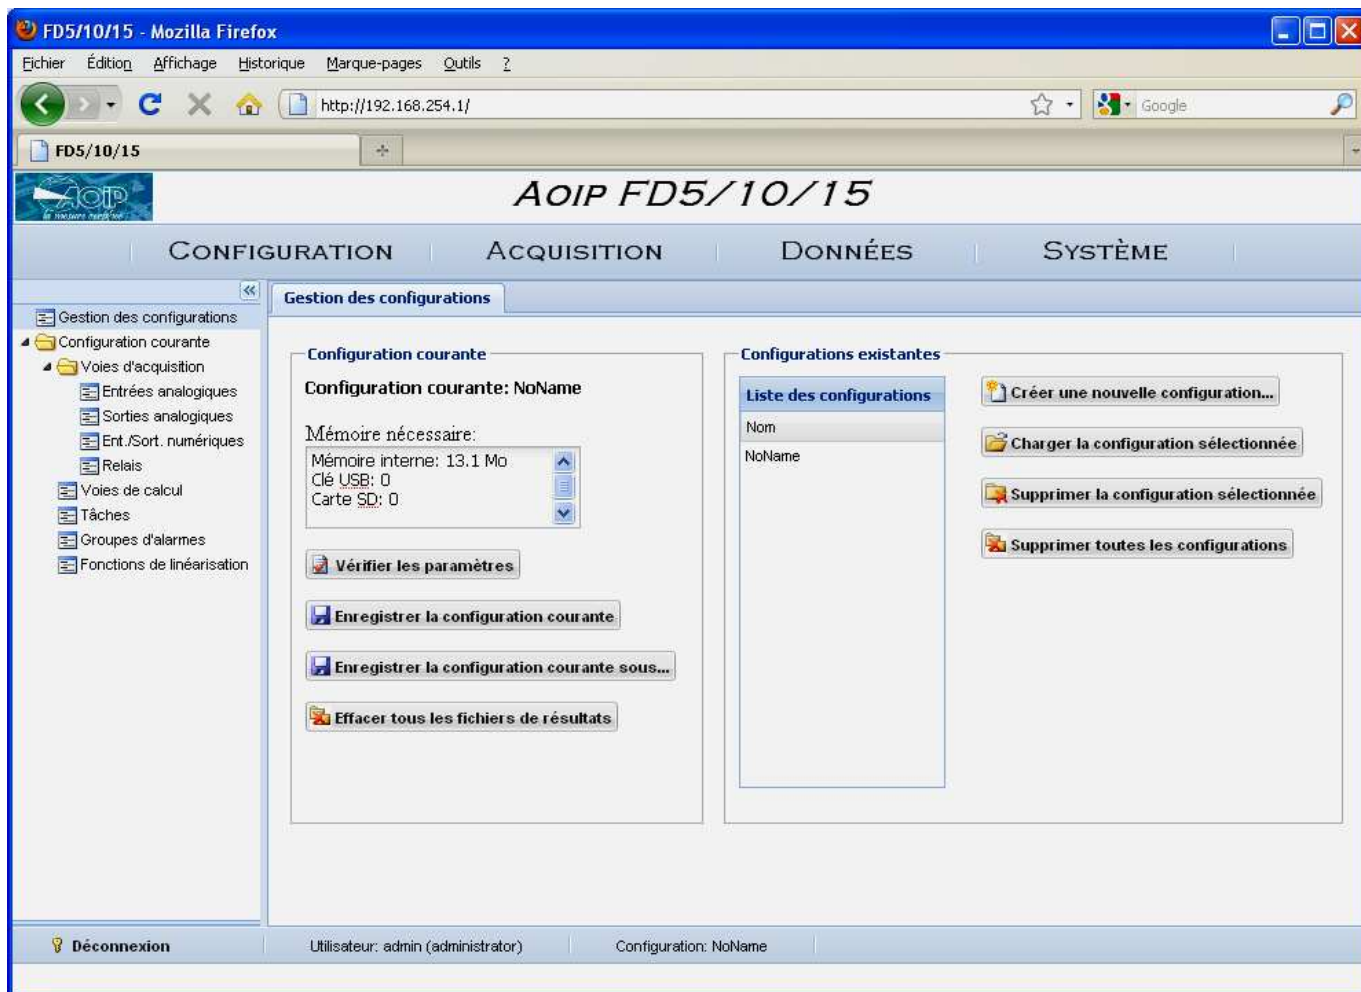 FD5/10/15 - Mozilla Firefox
Fichier Édition Affichage Historique Marque-pages Outils ?
http://192.168.254.1/
Google
FD5/10/15
AOIP
la mesure
AOIP FD5/10/15
CONFIGURATION ACQUISITION DONNÉES SYSTÈME
Gestion des configurations
Configuration courante
Voies d'acquisition
Entrées analogiques
Sorties analogiques
Ent./Sort. numériques
Relais
Voies de calcul
Tâches
Groupes d'alarmes
Fonctions de linéarisation
Gestion des configurations
Configuration courante
Configuration courante: NoName
Mémoire nécessaire:
Mémoire interne: 13.1 Mo
Clé USB: 0
Carte SD: 0
Vérifier les paramètres
Enregistrer la configuration courante
Enregistrer la configuration courante sous...
Effacer tous les fichiers de résultats
Configurations existantes
Liste des configurations
Nom
NoName
Créer une nouvelle configuration...
Charger la configuration sélectionnée
Supprimer la configuration sélectionnée
Supprimer toutes les configurations
Déconnexion
Utilisateur: admin (administrator)
Configuration: NoName